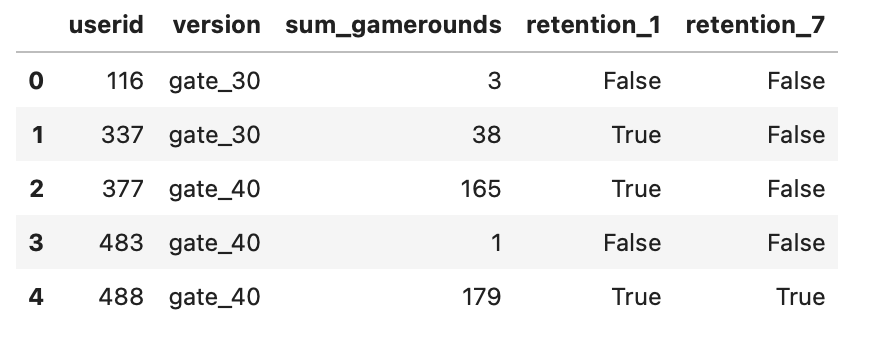 userid version sum_gamerounds retention_1 retention_7
0 116 gate_30 3 False False
1 337 gate_30 38 True False
2 377 gate_40 165 True False
3 483 gate_40 1 False False
4 488 gate_40 179 True True